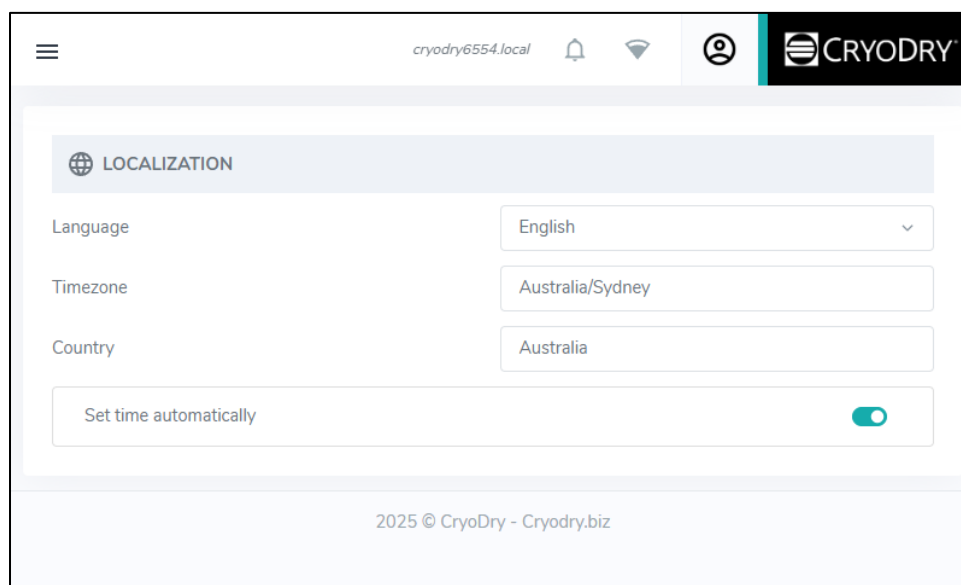 cryodry6554.local
CRYODRY
LOCALIZATION
Language English
Timezone Australia/Sydney
Country Australia
Set time automatically
2025 © CryoDry - Cryodry.biz